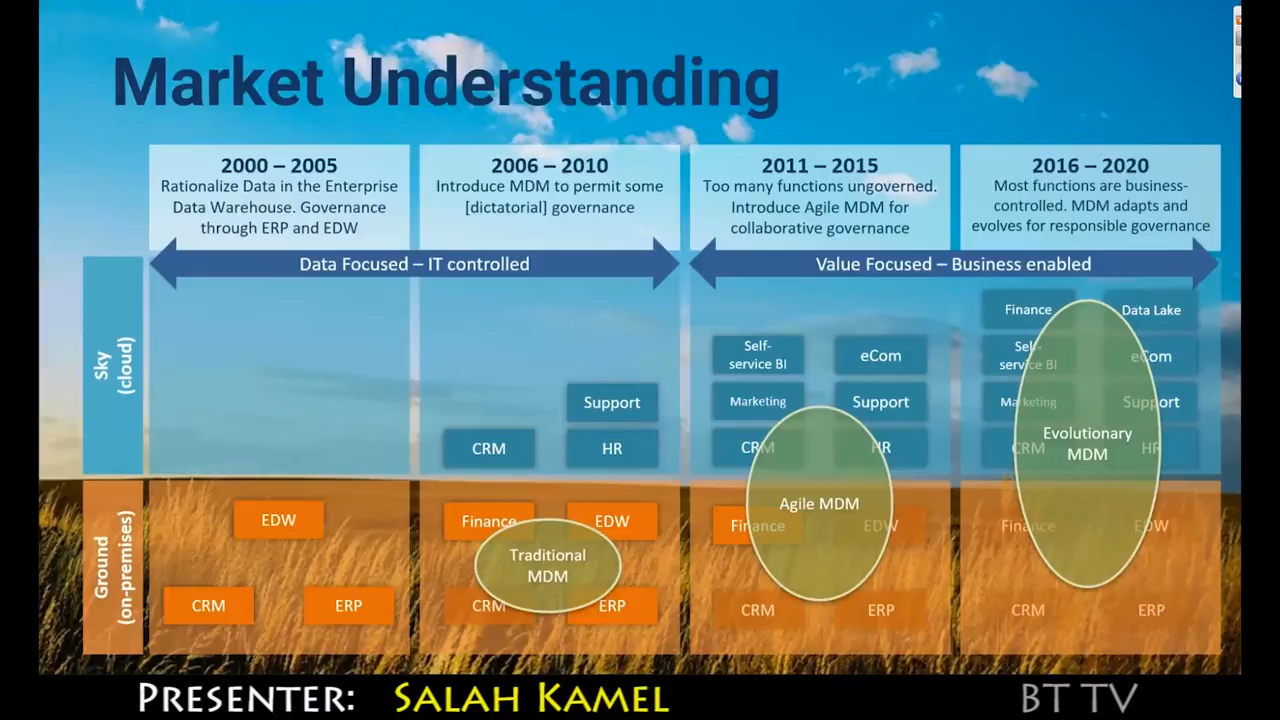 Market Understanding
2000 – 2005
Rationalize Data in the Enterprise
Data Warehouse. Governance
through ERP and EDW
2006 – 2010
Introduce MDM to permit some
[dictatorial] governance
2011 – 2015
Too many functions ungoverned.
Introduce Agile MDM for
collaborative governance
2016 – 2020
Most functions are business-
controlled. MDM adapts and
evolves for responsible governance
Data Focused – IT controlled
Value Focused – Business enabled
Sky
(cloud)
Support
CRM
HR
Self-
service BI
eCom
Marketing
Support
CRM
HR
Finance
Data Lake
Self-
service BI
eCom
Marketing
Support
CRM
HR
Evolutionary
MDM
Ground
(on-premises)
EDW
CRM
ERP
Finance
EDW
Traditional
MDM
CRM
ERP
Agile MDM
Finance
EDW
CRM
ERP
Finance
EDW
CRM
ERP
PRESENTER: SALAH KAMEL
BT TV